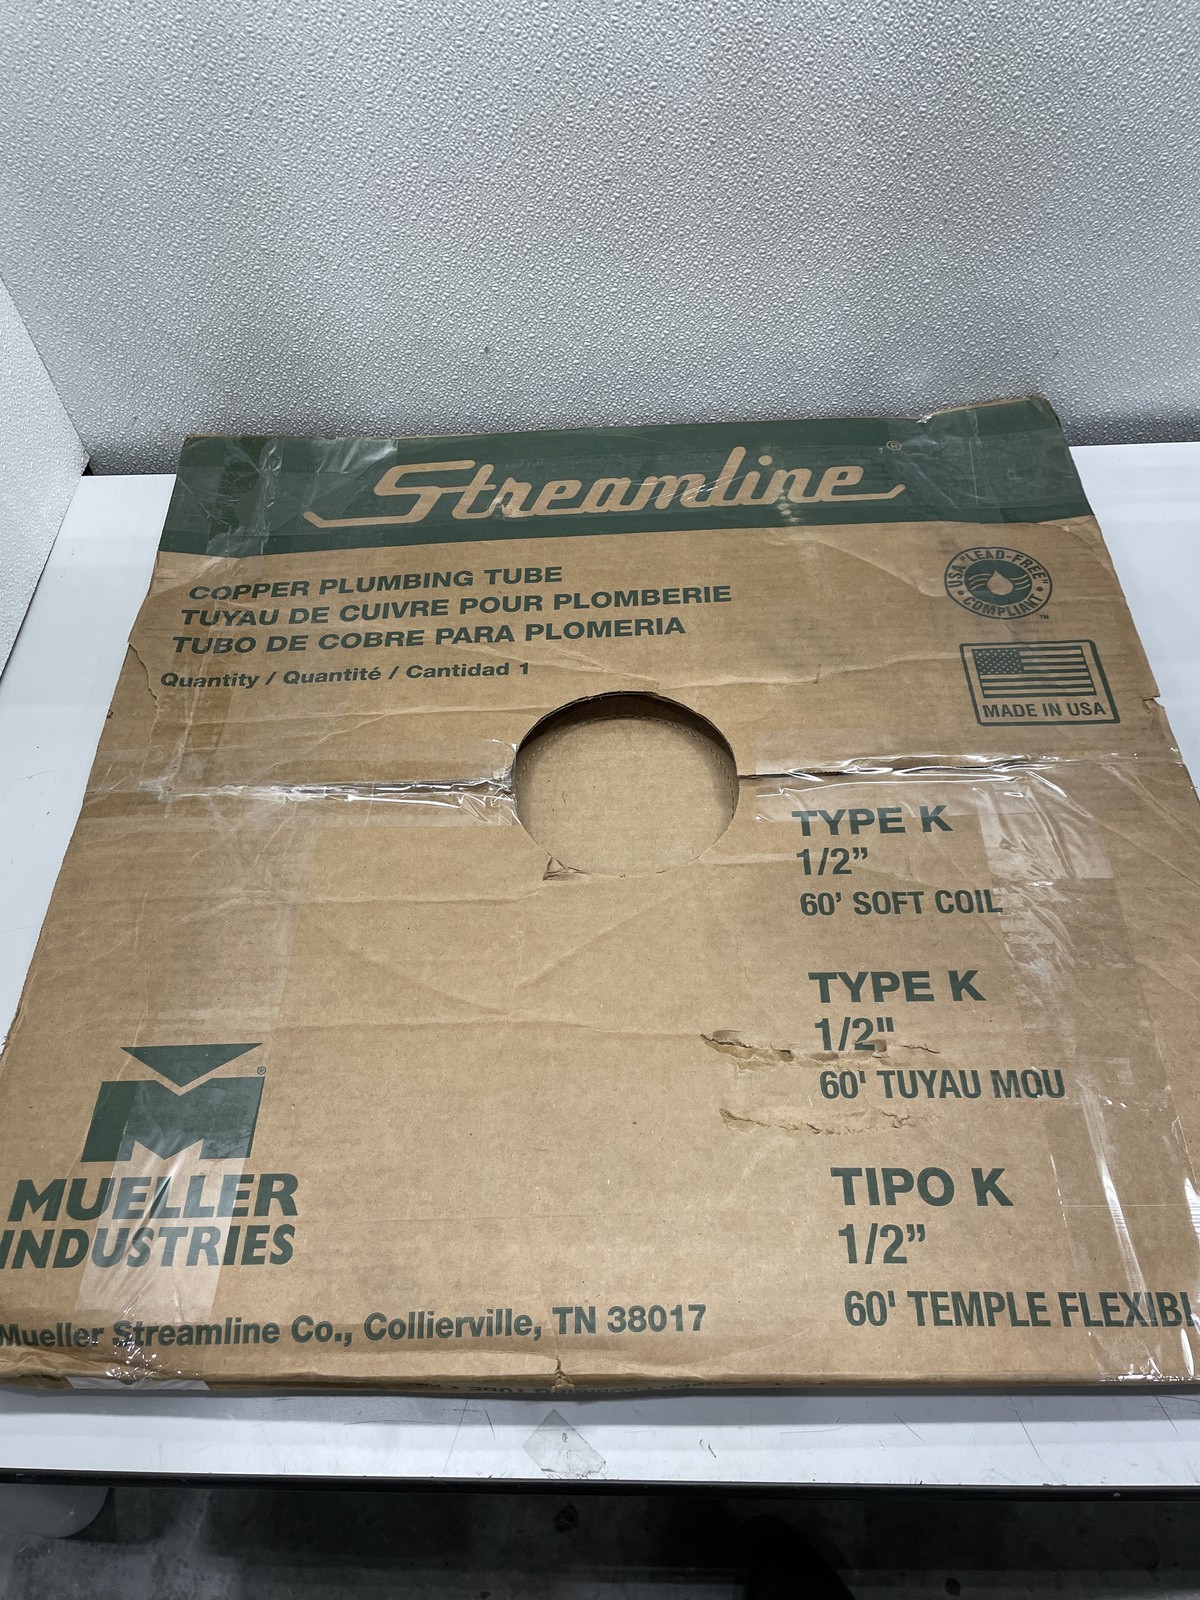 Streamline®
COPPER PLUMBING TUBE
TUYAU DE CUIVRE POUR PLOMBERIE
TUBO DE COBRE PARA PLOMERIA
Quantity / Quantité / Cantidad 1
USA "LEAD-FREE" COMPLIANT ™
MADE IN USA
TYPE K
1/2”
60’ SOFT COIL
TYPE K
1/2"
60' TUYAU MOU
TIPO K
1/2”
60' TEMPLE FLEXIBL
®
MUELLER
INDUSTRIES
Mueller Streamline Co., Collierville, TN 38017